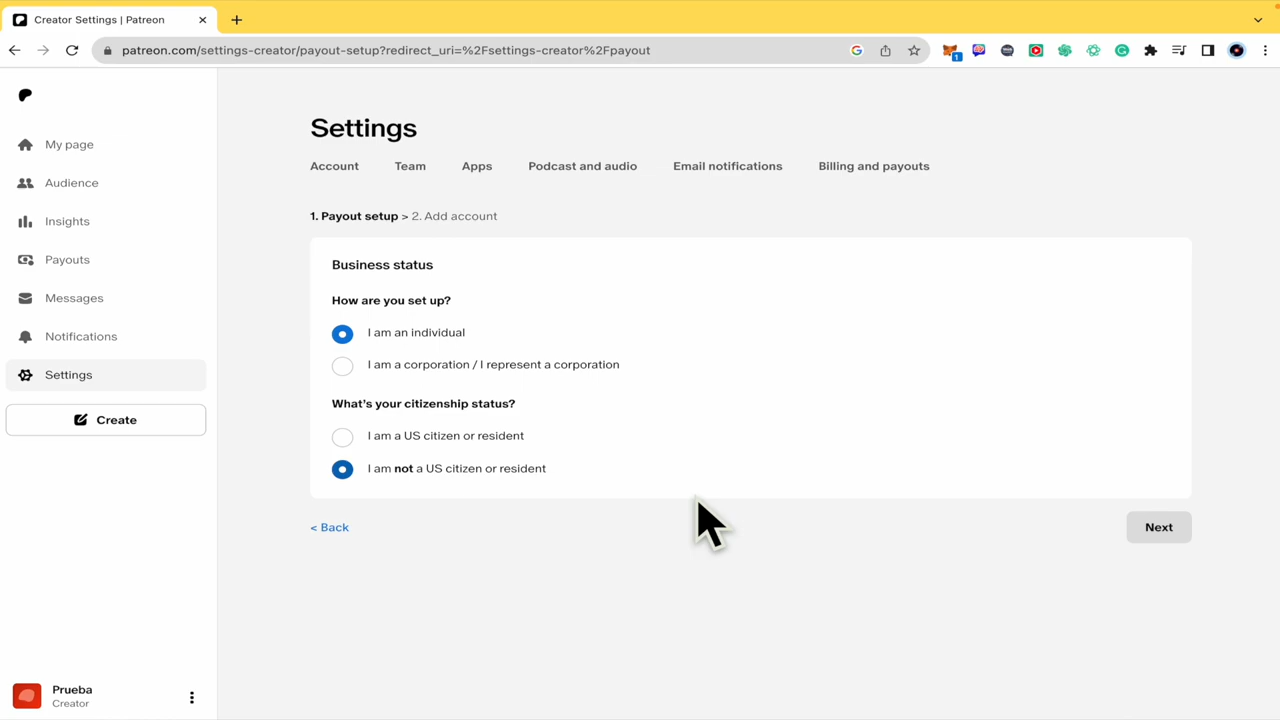 Creator Settings | Patreon
patreon.com/settings-creator/payout-setup?redirect_uri=%2Fsettings-creator%2Fpayout
1
My page
Audience
Insights
Payouts
Messages
Notifications
Settings
Create
Prueba
Creator
Settings
Account Team Apps Podcast and audio Email notifications Billing and payouts
1. Payout setup > 2. Add account
Business status
How are you set up?
I am an individual
I am a corporation / I represent a corporation
What's your citizenship status?
I am a US citizen or resident
I am not a US citizen or resident
< Back
Next